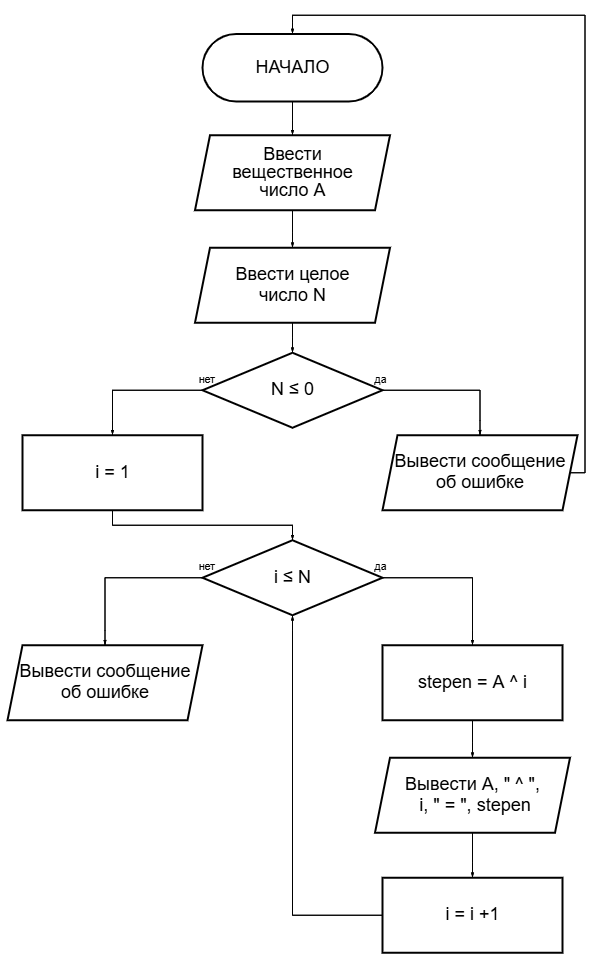 НАЧАЛО
Ввести
вещественное
число A
Ввести целое
число N
N ≤ 0
нет
да
i = 1
Вывести сообщение
об ошибке
i ≤ N
нет
да
Вывести сообщение
об ошибке
stepen = A ^ i
Вывести A, " ^ ",
i, " = ", stepen
i = i +1